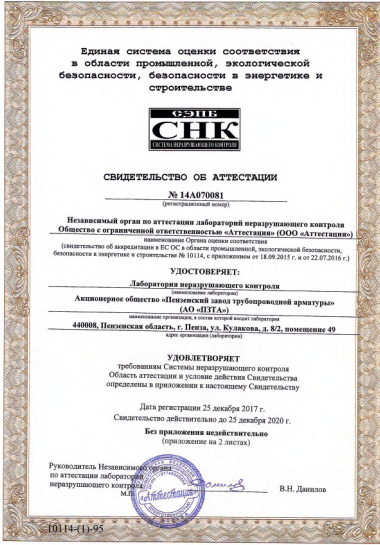 Единая система оценки соответствия
в области промышленной, экологической
безопасности, безопасности в энергетике и
строительстве
СЭПБ
СНК
СИСТЕМА НЕРАЗРУШАЮЩЕГО КОНТРОЛЯ
СВИДЕТЕЛЬСТВО ОБ АТТЕСТАЦИИ
№ 14А070081
(регистрационный номер)
Независимый орган по аттестации лабораторий неразрушающего контроля
Общество с ограниченной ответственностью «Аттестация» (ООО «Аттестация»)
наименование Органа оценки соответствия
(свидетельство об аккредитации в ЕС ОС в области промышленной, экологической безопасности,
безопасности в энергетике и строительстве № 10114, с приложением от 18.09.2015 г. и от 22.07.2016 г.)
УДОСТОВЕРЯЕТ:
Лаборатория неразрушающего контроля
(наименование лаборатории)
Акционерное общество «Пензенский завод трубопроводной арматуры»
(АО «ПЗТА»)
наименование организации, в состав которой входит лаборатория
440008, Пензенская область, г. Пенза, ул. Кулакова, д. 8/2, помещение 49
адрес организации (лаборатории)
УДОВЛЕТВОРЯЕТ
требованиям Системы неразрушающего контроля
Область аттестации и условие действия Свидетельства
определены в приложении к настоящему Свидетельству
Дата регистрации 25 декабря 2017 г.
Свидетельство действительно до 25 декабря 2020 г.
Без приложения недействительно
(приложение на 2 листах)
Руководитель Независимого органа
по аттестации лабораторий
неразрушающего контроля
М.П.
«Аттестация»
В.Н. Данилов
10114-(1)-95